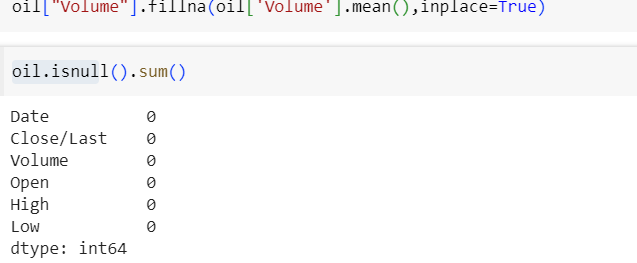 oil["Volume"].fillna(oil['Volume'].mean(),inplace=True)
oil.isnull().sum()
Date 0
Close/Last 0
Volume 0
Open 0
High 0
Low 0
dtype: int64